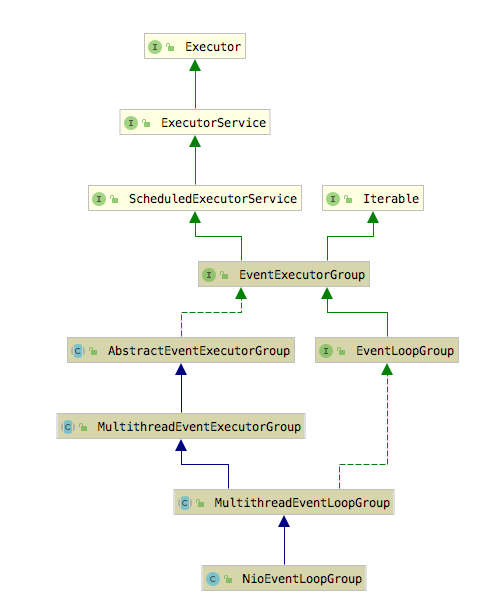 Executor
ExecutorService
ScheduledExecutorService
Iterable
EventExecutorGroup
AbstractEventExecutorGroup
EventLoopGroup
MultithreadEventExecutorGroup
MultithreadEventLoopGroup
NioEventLoopGroup